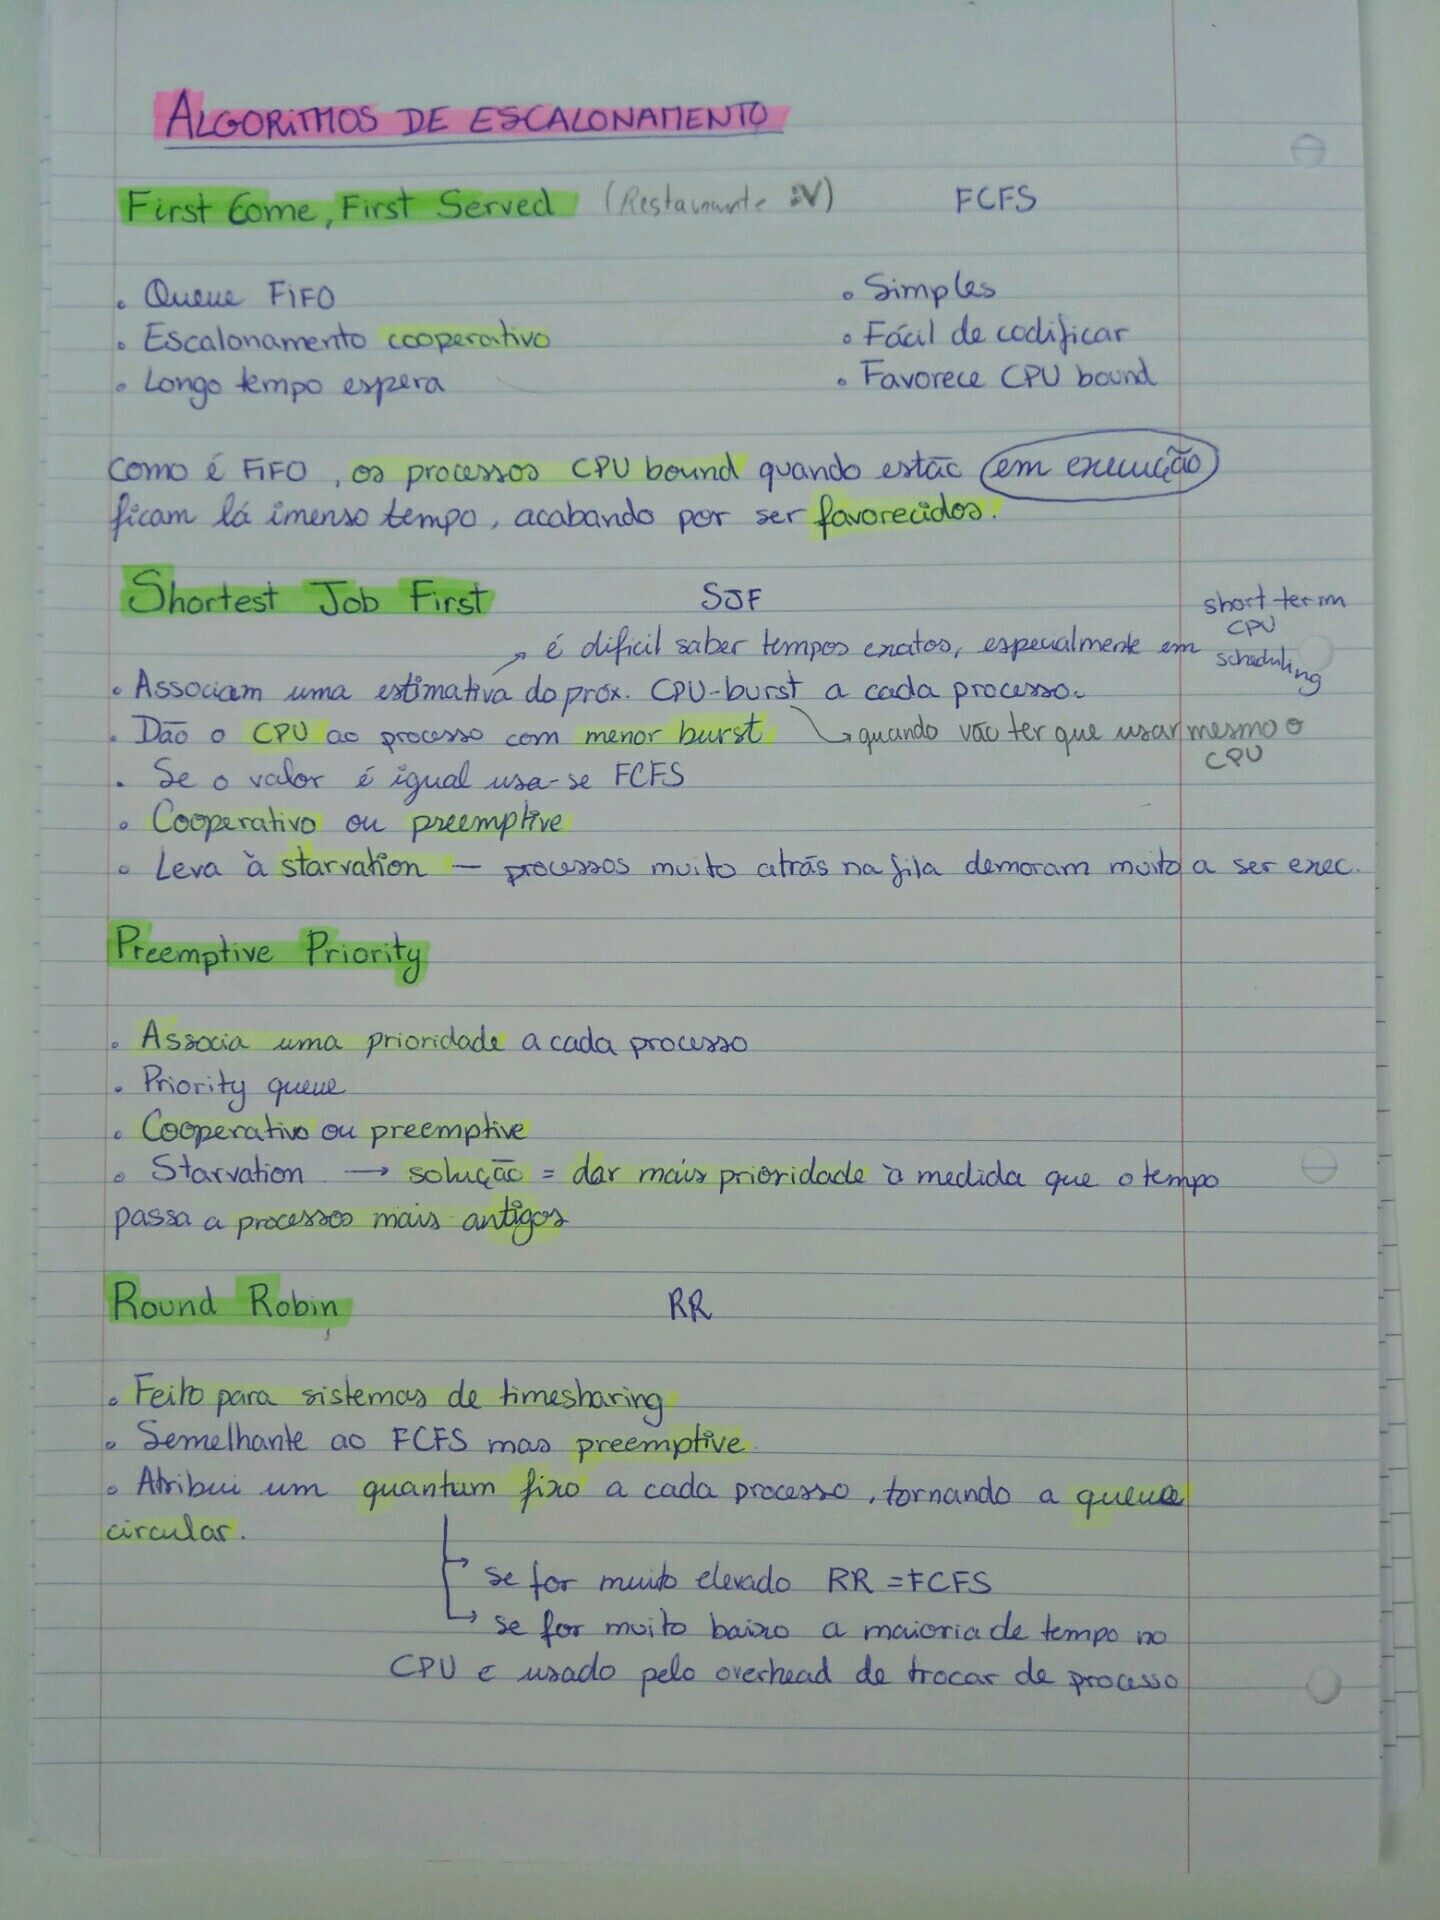 ALGORITMOS DE ESCALONAMENTO
First Come, First Served (Restaurante :V) FCFS
• Queue FIFO • Simples
• Escalonamento cooperativo • Fácil de codificar
• Longo tempo espera • Favorece CPU bound
Como é FIFO, os processos CPU bound quando estão em execução
ficam lá imenso tempo, acabando por ser favorecidos.
Shortest Job First SJF
↗ é dificil saber tempos exatos, especialmente em short term
CPU
scheduling
• Associam uma estimativa do próx. CPU-burst a cada processo.
• Dão o CPU ao processo com menor burst ↳ quando vão ter que usar mesmo o
CPU
• Se o valor é igual usa-se FCFS
• Cooperativo ou preemptive
• Leva à starvation — processos muito atrás na fila demoram muito a ser exec.
Preemptive Priority
• Associa uma prioridade a cada processo
• Priority queue
• Cooperativo ou preemptive
• Starvation → solução = dar mais prioridade à medida que o tempo
passa a processos mais antigos
Round Robin RR
• Feito para sistemas de timesharing
• Semelhante ao FCFS mas preemptive.
• Atribui um quantum fixo a cada processo, tornando a queue
circular.
↳ se for muito elevado RR = FCFS
↳ se for muito baixo a maioria de tempo no
CPU é usado pelo overhead de trocar de processo